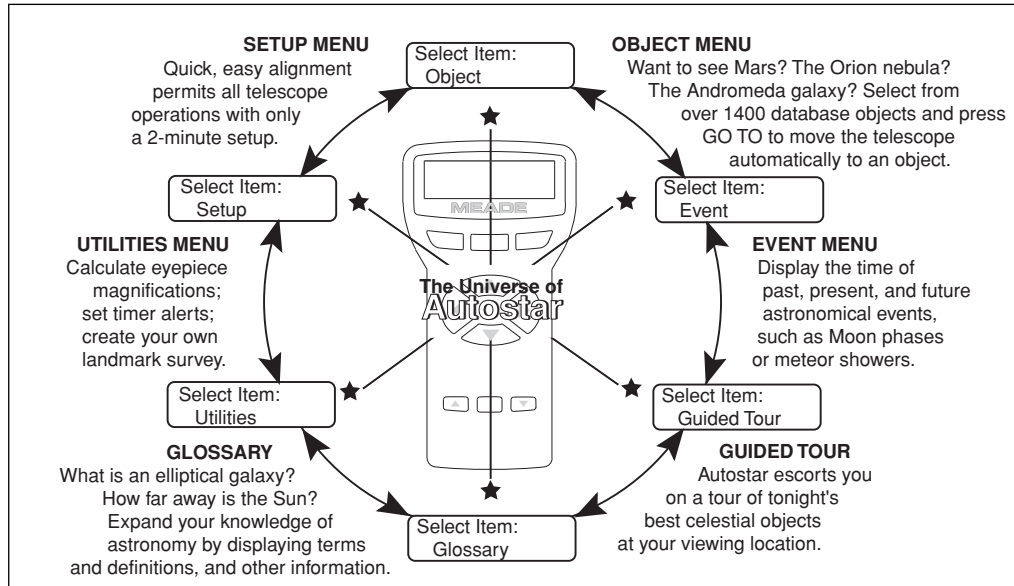 SETUP MENU
Quick, easy alignment
permits all telescope
operations with only
a 2-minute setup.
Select Item:
Object
OBJECT MENU
Want to see Mars? The Orion nebula?
The Andromeda galaxy? Select from
over 1400 database objects and press
GO TO to move the telescope
automatically to an object.
Select Item:
Setup
MEADE
Select Item:
Event
UTILITIES MENU
Calculate eyepiece
magnifications;
set timer alerts;
create your own
landmark survey.
The Universe of
Autostar
EVENT MENU
Display the time of
past, present, and future
astronomical events,
such as Moon phases
or meteor showers.
Select Item:
Utilities
Select Item:
Guided Tour
GLOSSARY
What is an elliptical galaxy?
How far away is the Sun?
Expand your knowledge of
astronomy by displaying terms
and definitions, and other information.
Select Item:
Glossary
GUIDED TOUR
Autostar escorts you
on a tour of tonight's
best celestial objects
at your viewing location.